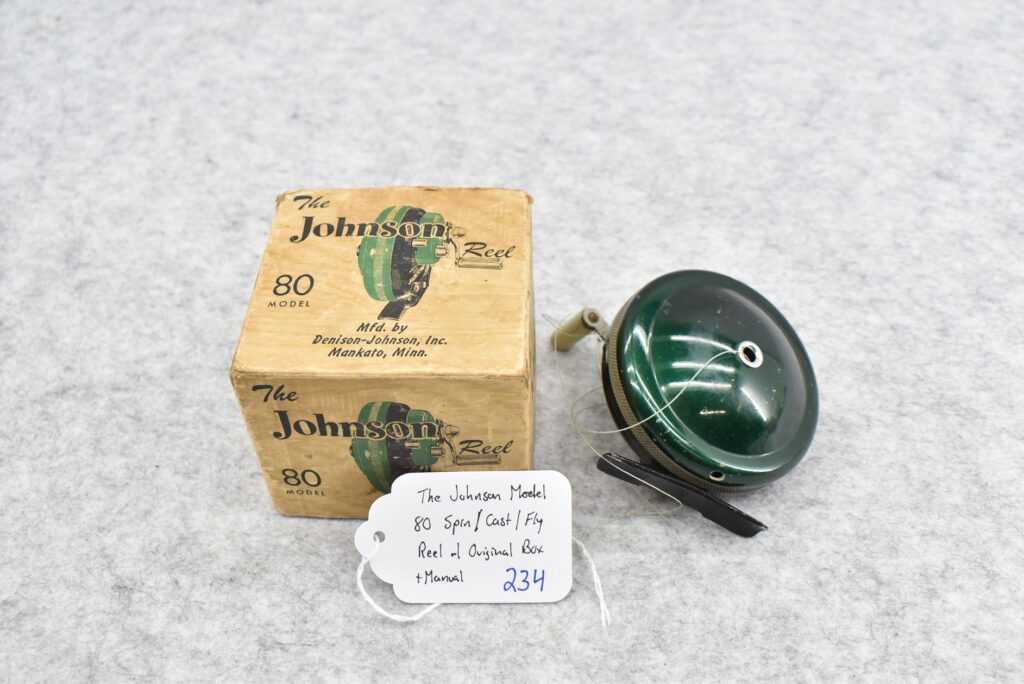 The
Johnson
Reel
80
MODEL
Mfd. by
Denison-Johnson, Inc.
Mankato, Minn.
The
Johnson
Reel
80
MODEL
The Johnson Model
80 Spin/Cast/Fly
Reel w/ Original Box
+Manual 234